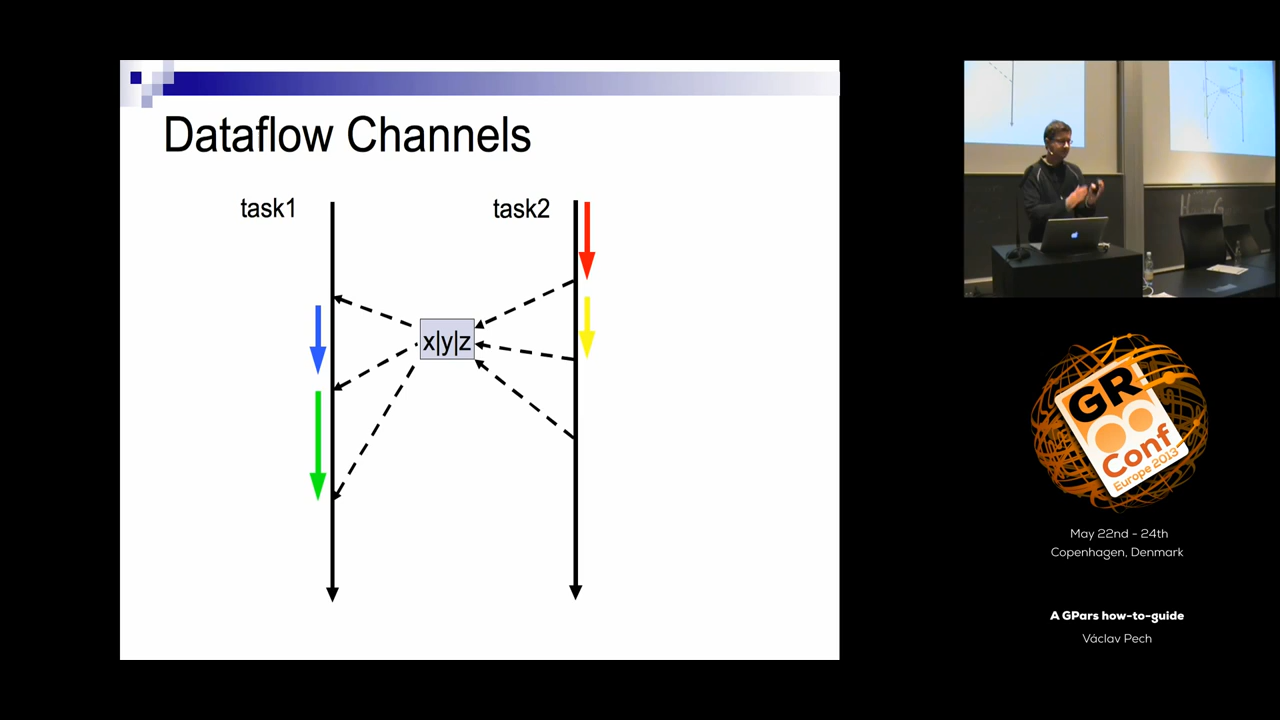 Dataflow Channels
task1
task2
x|y|z
GR
Conf
Europe 2013
May 22nd - 24th
Copenhagen, Denmark
A GPars how-to-guide
Václav Pech